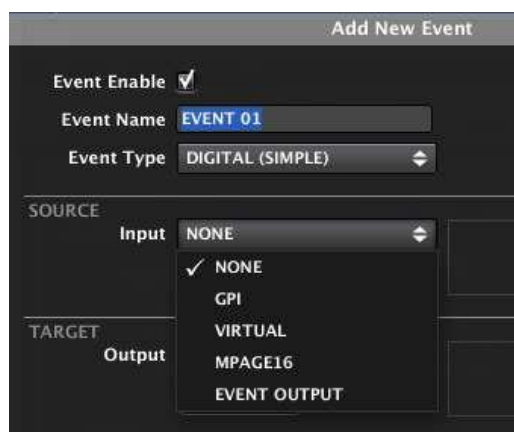 Add New Event
Event Enable
Event Name EVENT 01
Event Type DIGITAL (SIMPLE)
SOURCE
Input NONE
NONE
GPI
VIRTUAL
TARGET
Output
MPAGE16
EVENT OUTPUT